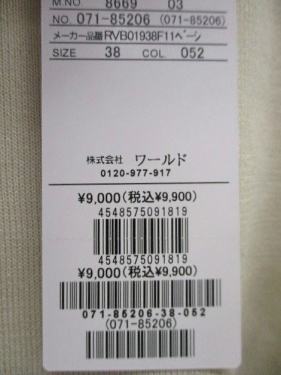 M.NO 8669 03
NO. 071-85206 (071-85206)
メーカー品番 RVB01938F11ベーシ
SIZE 38 COL. 052
株式会社 ワールド
0120-977-917
¥9,000(税込¥9,900)
4548575091819
4548575091819
¥9,000(税込¥9,900)
071-85206-38-052
(071-85206)